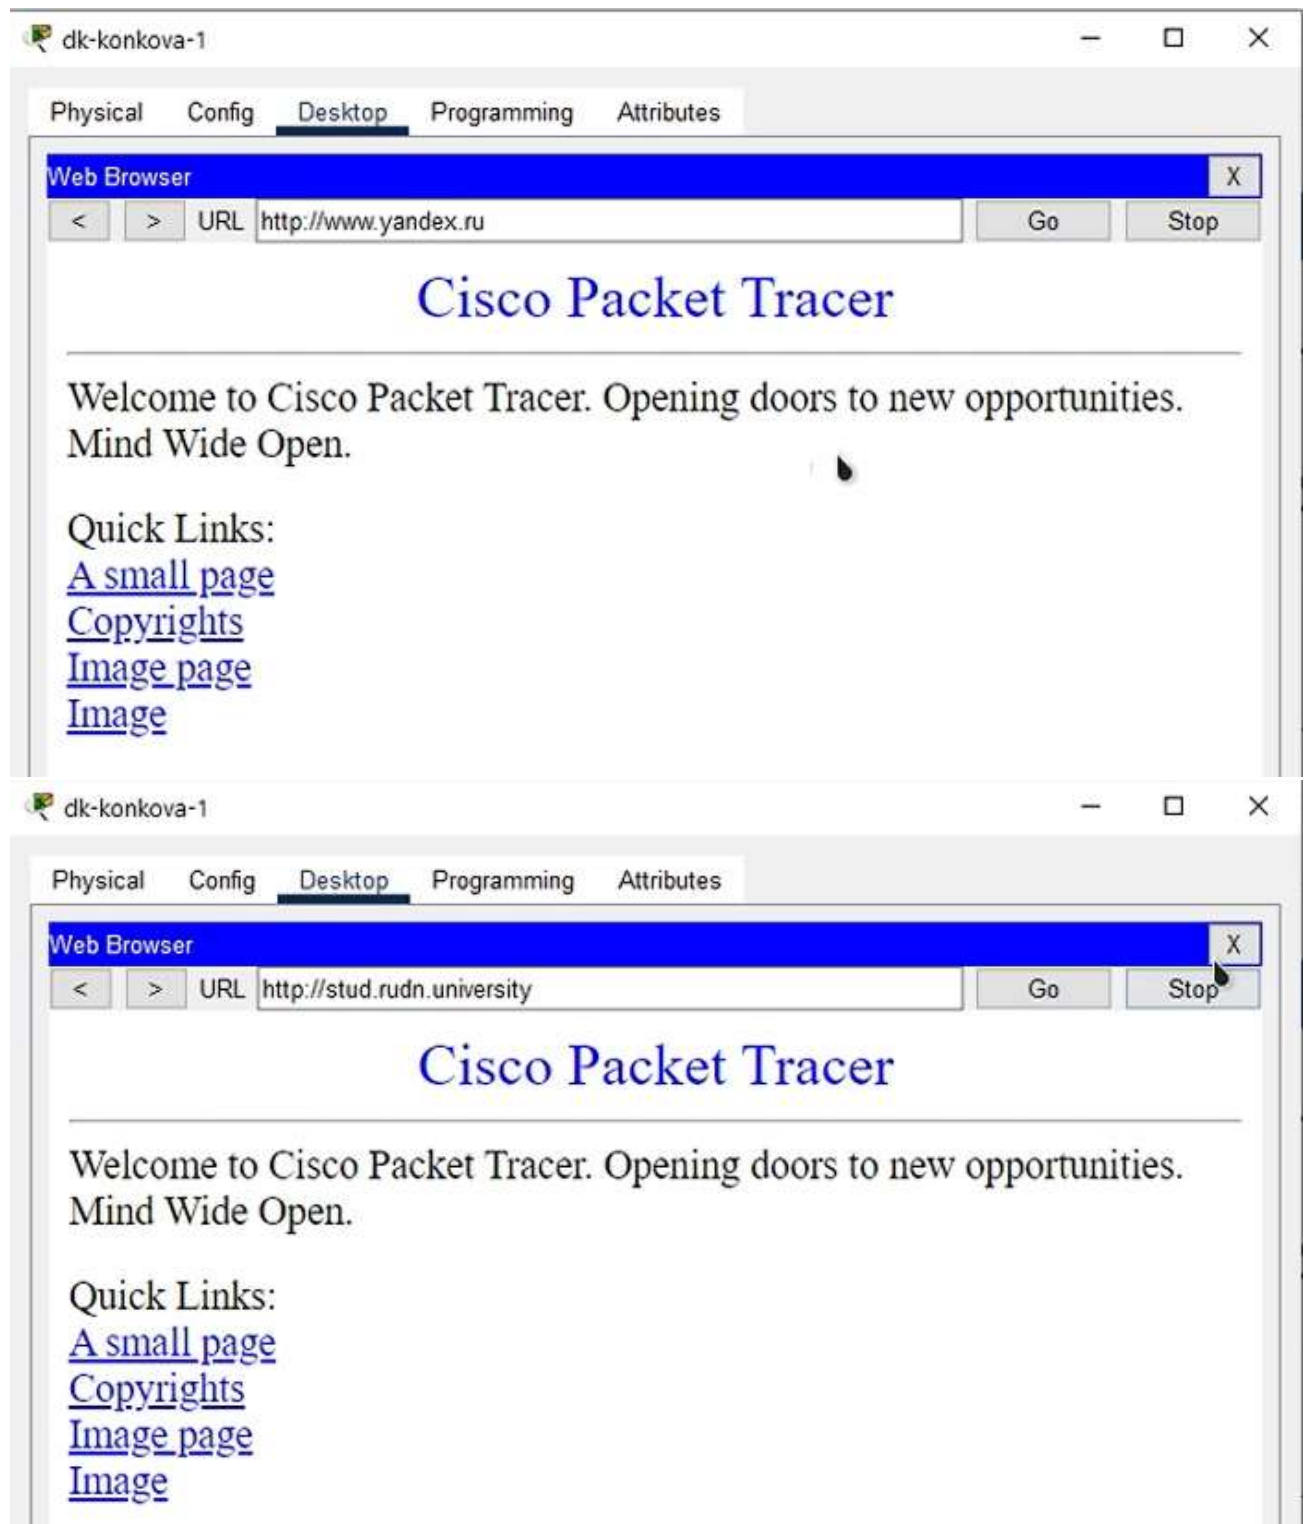 dk-konkova-1
Physical Config Desktop Programming Attributes
Web Browser X
< > URL http://www.yandex.ru Go Stop
Cisco Packet Tracer
Welcome to Cisco Packet Tracer. Opening doors to new opportunities.
Mind Wide Open.
Quick Links:
A small page
Copyrights
Image page
Image
dk-konkova-1
Physical Config Desktop Programming Attributes
Web Browser X
< > URL http://stud.rudn.university Go Stop
Cisco Packet Tracer
Welcome to Cisco Packet Tracer. Opening doors to new opportunities.
Mind Wide Open.
Quick Links:
A small page
Copyrights
Image page
Image